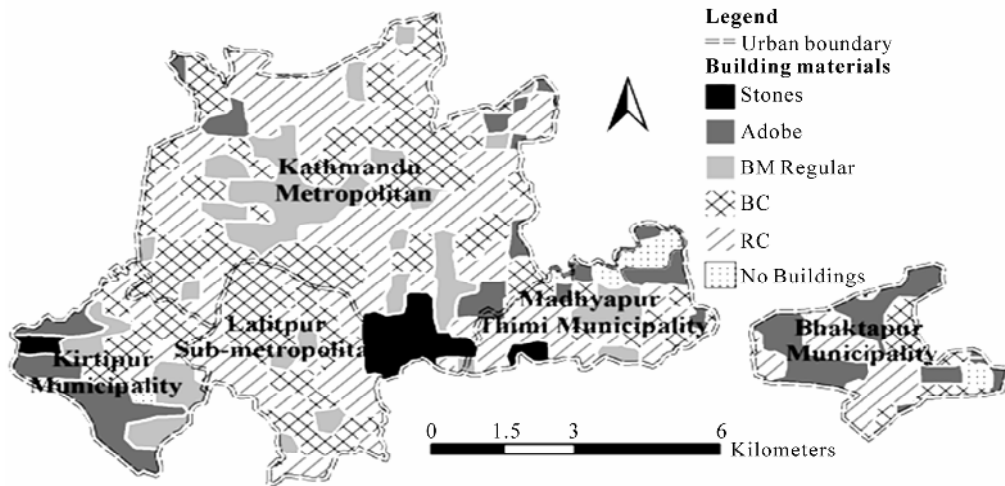 Legend
Urban boundary
Building materials
Stones
Adobe
BM Regular
BC
RC
No Buildings
Kathmandu
Metropolitan
Lalitpur
Sub-metropolita
Kirtipur
Municipality
Madhyapur
Thimi Municipality
Bhaktapur
Municipality
0 1.5 3 6
Kilometers